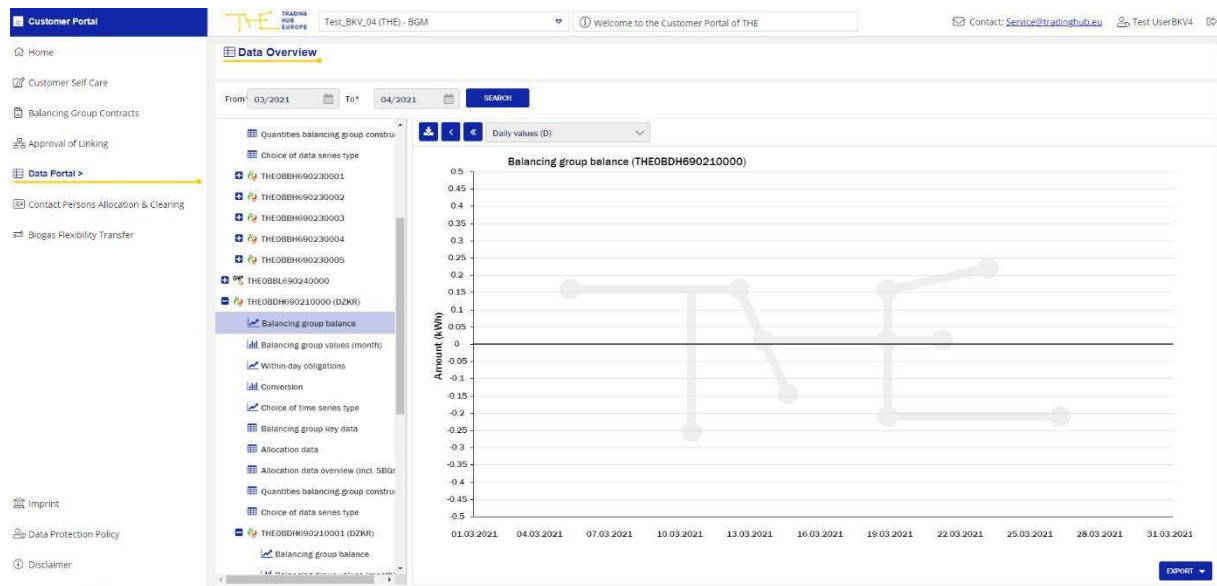 Customer Portal
TRADING
HUB
EUROPE
Test_BKV_04 (THE) - BGM
Welcome to the Customer Portal of THE
Contact: Service@tradinghub.eu
Test UserBKV4
Home
Customer Self Care
Balancing Group Contracts
Approval of Linking
Data Portal >
Contact Persons Allocation & Clearing
Biogas Flexibility Transfer
Imprint
Data Protection Policy
Disclaimer
Data Overview
From* 03/2021 To* 04/2021 SEARCH
Quantities balancing group constru
Choice of data series type
THE0BBH690230001
THE0BBH690230002
THE0BBH690230003
THE0BBH690230004
THE0BBH690230005
THE0BBL690240000
THE0BDH690210000 (DZKR)
Balancing group balance
Balancing group values (month)
Within-day obligations
Conversion
Choice of time series type
Balancing group key data
Allocation data
Allocation data overview (incl. SBGs
Quantities balancing group constru
Choice of data series type
THE0BDH690210001 (DZKR)
Balancing group balance
Daily values (D)
Balancing group balance (THE0BDH690210000)
Amount (kWh)
0.5
0.45
0.4
0.35
0.3
0.25
0.2
0.15
0.1
0.05
0
-0.05
-0.1
-0.15
-0.2
-0.25
-0.3
-0.35
-0.4
-0.45
-0.5
01.03.2021 04.03.2021 07.03.2021 10.03.2021 13.03.2021 16.03.2021 19.03.2021 22.03.2021 25.03.2021 28.03.2021 31.03.2021
EXPORT